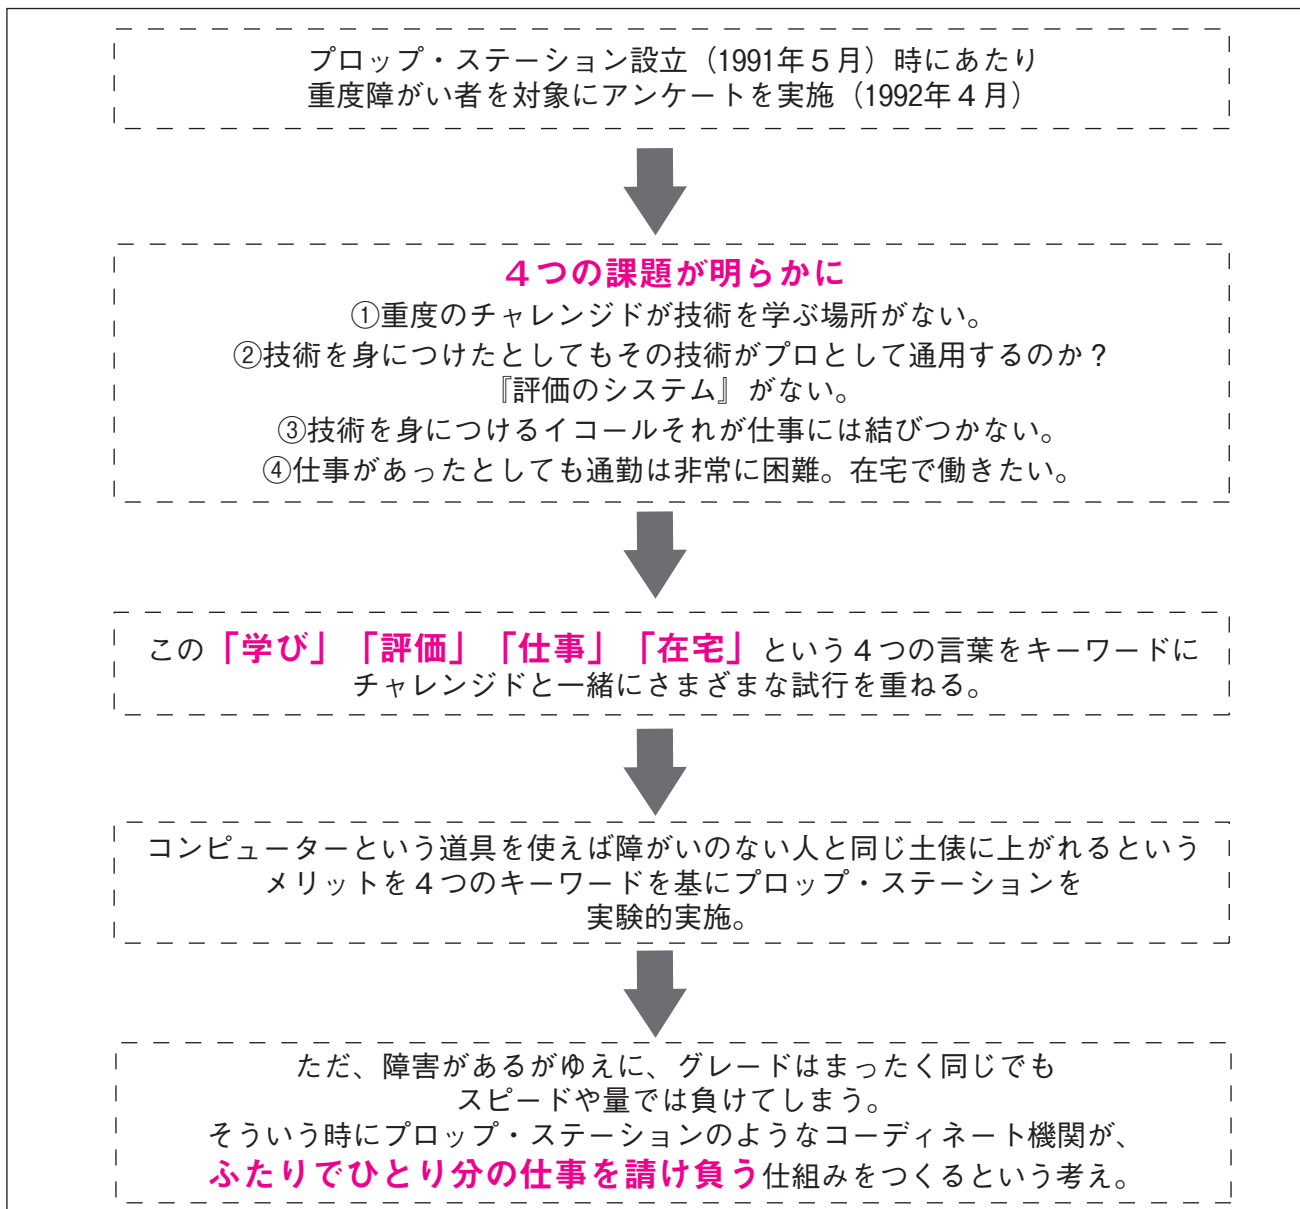 プロップ・ステーション設立（1991年５月）時にあたり
重度障がい者を対象にアンケートを実施（1992年４月）
４つの課題が明らかに
①重度のチャレンジドが技術を学ぶ場所がない。
②技術を身につけたとしてもその技術がプロとして通用するのか？
『評価のシステム』がない。
③技術を身につけるイコールそれが仕事には結びつかない。
④仕事があったとしても通勤は非常に困難。在宅で働きたい。
この「学び」「評価」「仕事」「在宅」という４つの言葉をキーワードに
チャレンジドと一緒にさまざまな試行を重ねる。
コンピューターという道具を使えば障がいのない人と同じ土俵に上がれるという
メリットを４つのキーワードを基にプロップ・ステーションを
実験的実施。
ただ、障害があるがゆえに、グレードはまったく同じでも
スピードや量では負けてしまう。
そういう時にプロップ・ステーションのようなコーディネート機関が、
ふたりでひとり分の仕事を請け負う仕組みをつくるという考え。